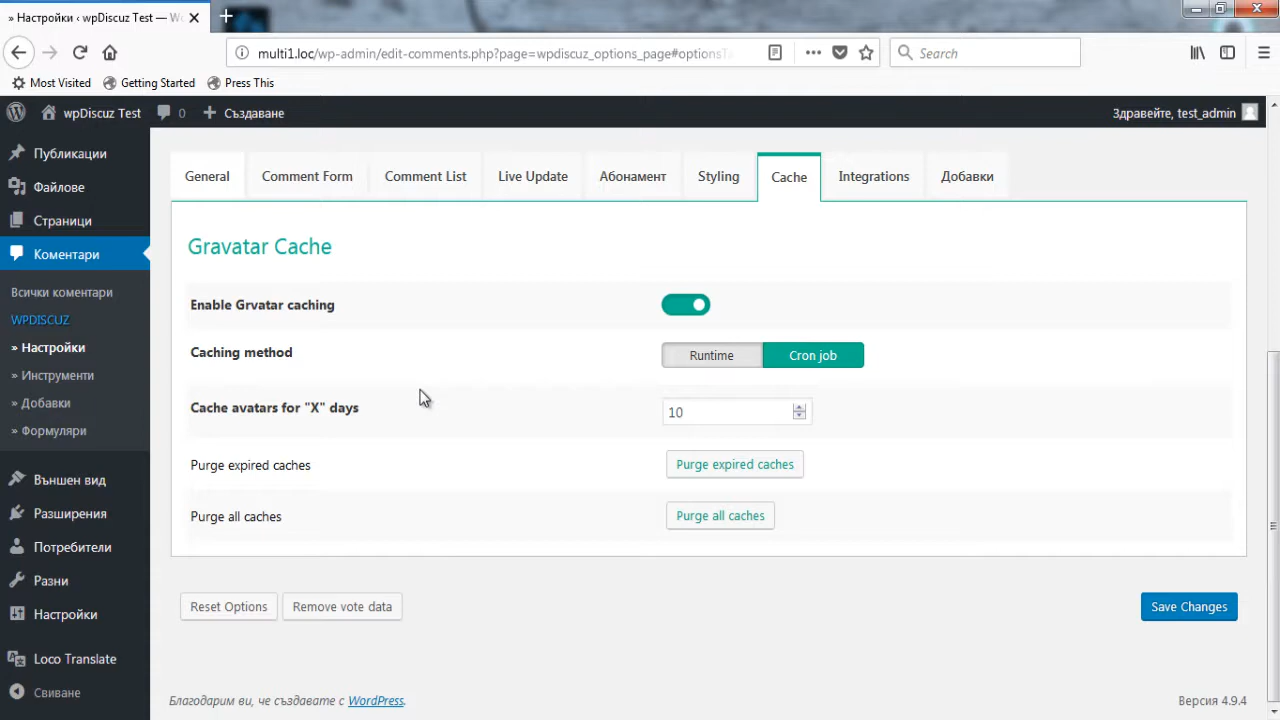 » Настройки ‹ wpDiscuz Test — W
multi1.loc/wp-admin/edit-comments.php?page=wpdiscuz_options_page#optionsT
Search
Most Visited
Getting Started
Press This
wpDiscuz Test
0
Създаване
Здравейте, test_admin
Публикации
Файлове
Страници
Коментари
Всички коментари
WPDISCUZ
» Настройки
» Инструменти
» Добавки
» Формуляри
Външен вид
Разширения
Потребители
Разни
Настройки
Loco Translate
Свиване
General
Comment Form
Comment List
Live Update
Абонамент
Styling
Cache
Integrations
Добавки
Gravatar Cache
Enable Grvatar caching
Caching method
Runtime
Cron job
Cache avatars for "X" days
10
Purge expired caches
Purge expired caches
Purge all caches
Purge all caches
Reset Options
Remove vote data
Save Changes
Благодарим ви, че създавате с WordPress.
Версия 4.9.4